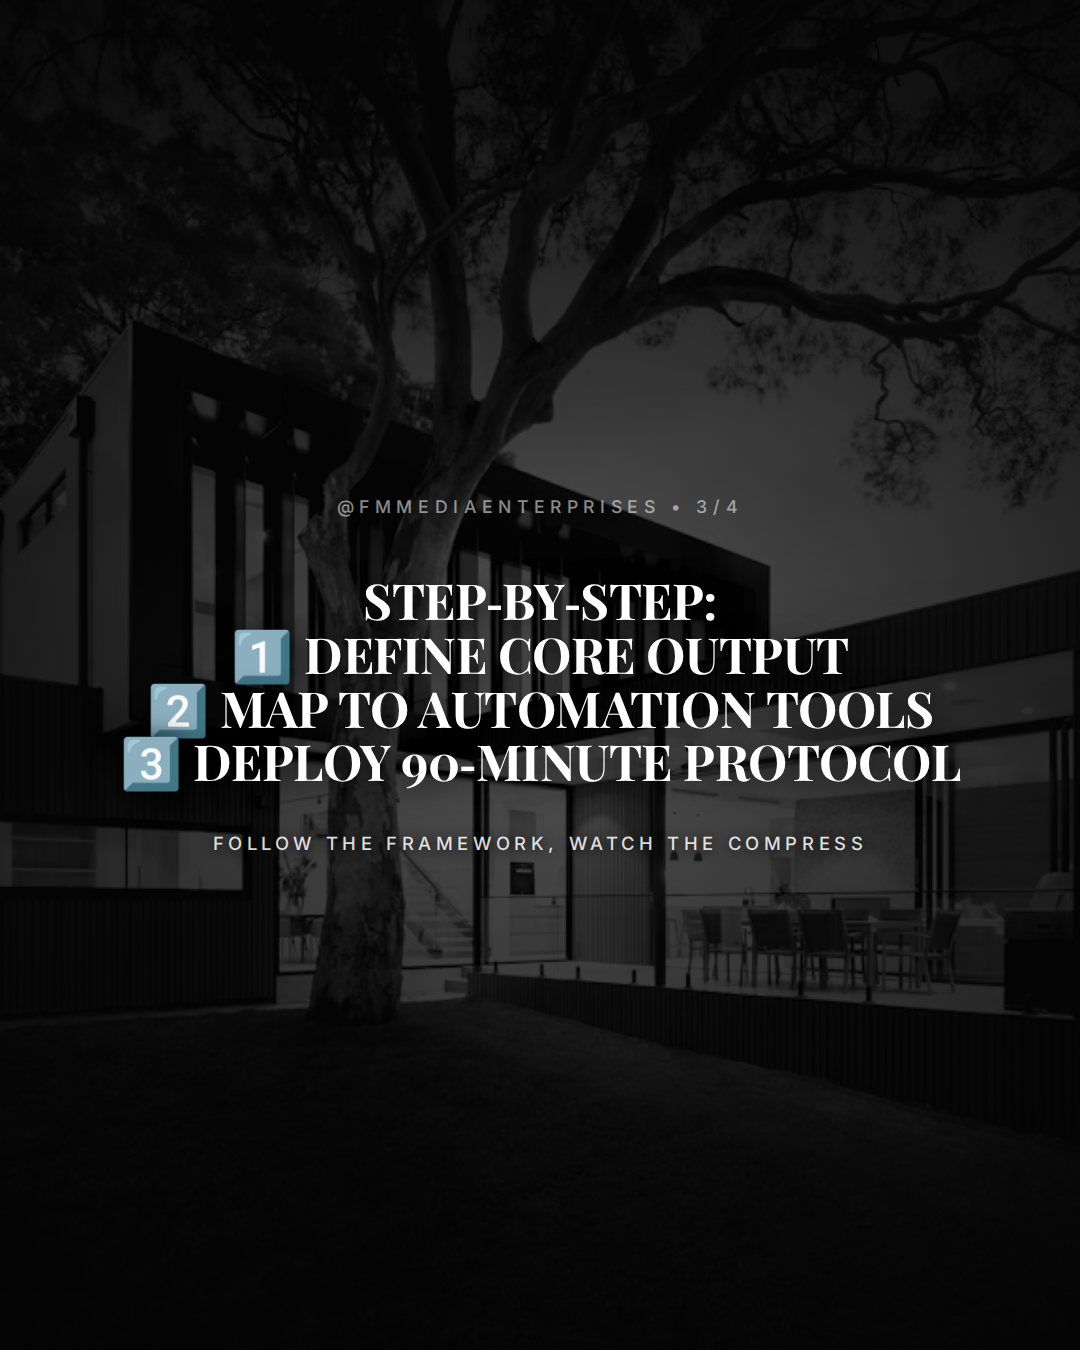 @FMMEDIAENTERPRISES • 3/4
STEP-BY-STEP:
1️⃣ DEFINE CORE OUTPUT
2️⃣ MAP TO AUTOMATION TOOLS
3️⃣ DEPLOY 90-MINUTE PROTOCOL
FOLLOW THE FRAMEWORK, WATCH THE COMPRESS